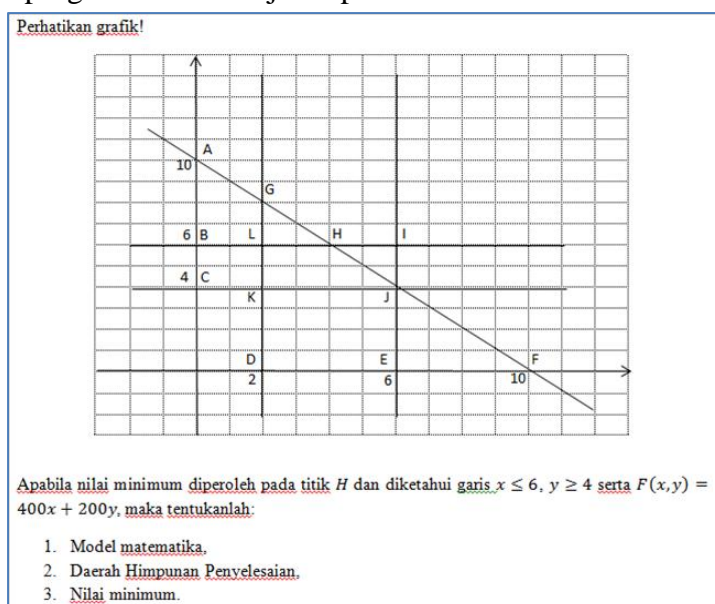 Perhatikan grafik!
A
10
G
6 B L H I
4 C
K J
D E F
2 6 10
Apabila nilai minimum diperoleh pada titik H dan diketahui garis x ≤ 6, y ≥ 4 serta F(x,y) =
400x + 200y, maka tentukanlah:
1. Model matematika,
2. Daerah Himpunan Penyelesaian,
3. Nilai minimum.